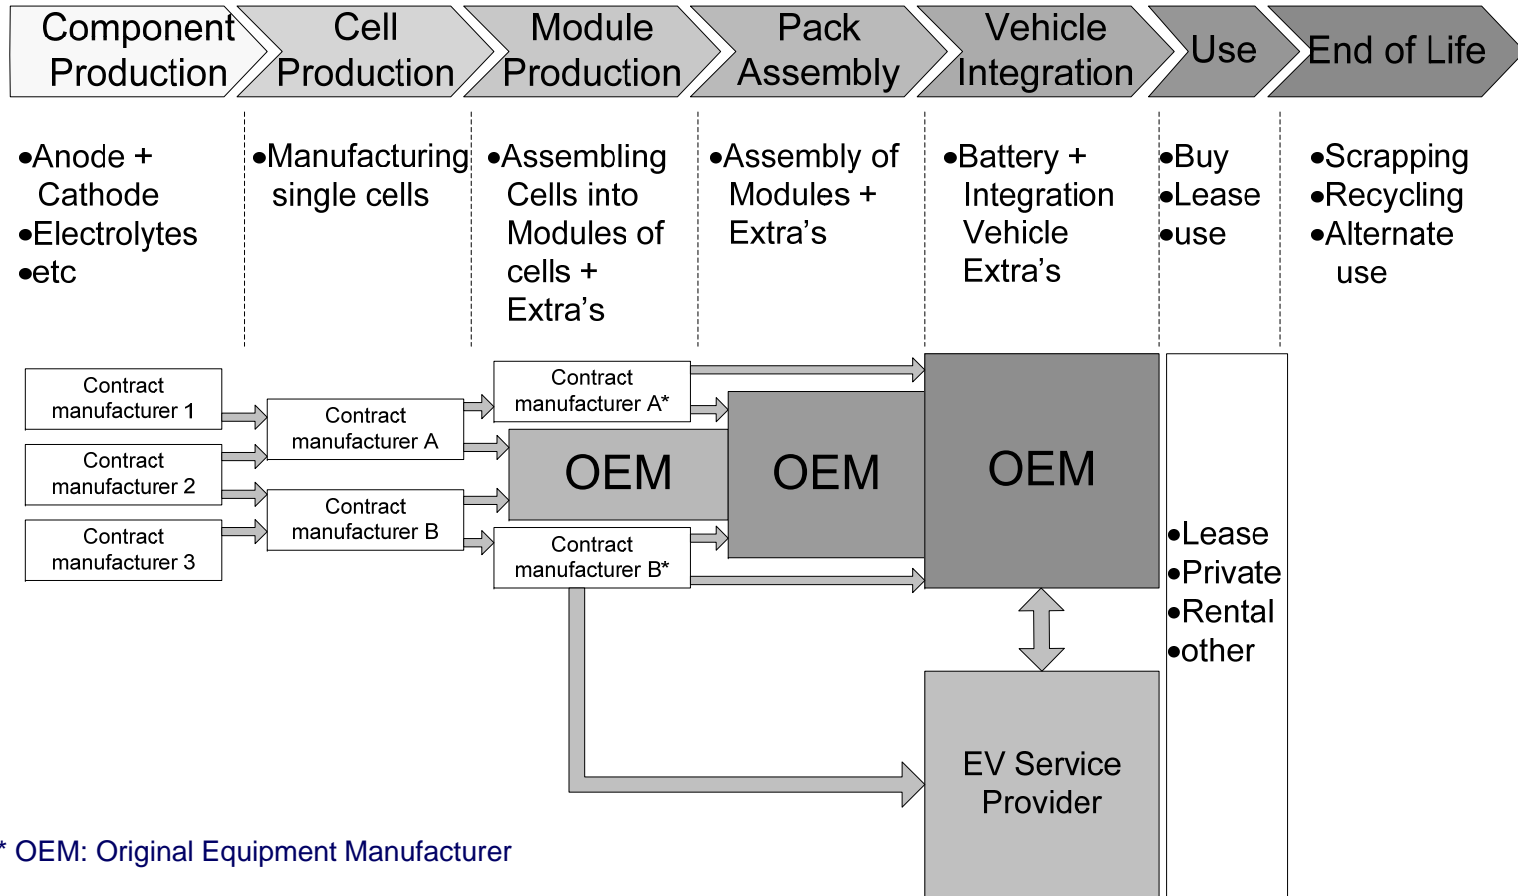 Component
Production
Cell
Production
Module
Production
Pack
Assembly
Vehicle
Integration
Use
End of Life
•Anode +
Cathode
•Electrolytes
•etc
•Manufacturing
single cells
•Assembling
Cells into
Modules of
cells +
Extra's
•Assembly of
Modules +
Extra's
•Battery +
Integration
Vehicle
Extra's
•Buy
•Lease
•use
•Scrapping
•Recycling
•Alternate
use
Contract
manufacturer 1
Contract
manufacturer 2
Contract
manufacturer 3
Contract
manufacturer A
Contract
manufacturer B
Contract
manufacturer A*
OEM
Contract
manufacturer B*
OEM
OEM
•Lease
•Private
•Rental
•other
EV Service
Provider
* OEM: Original Equipment Manufacturer